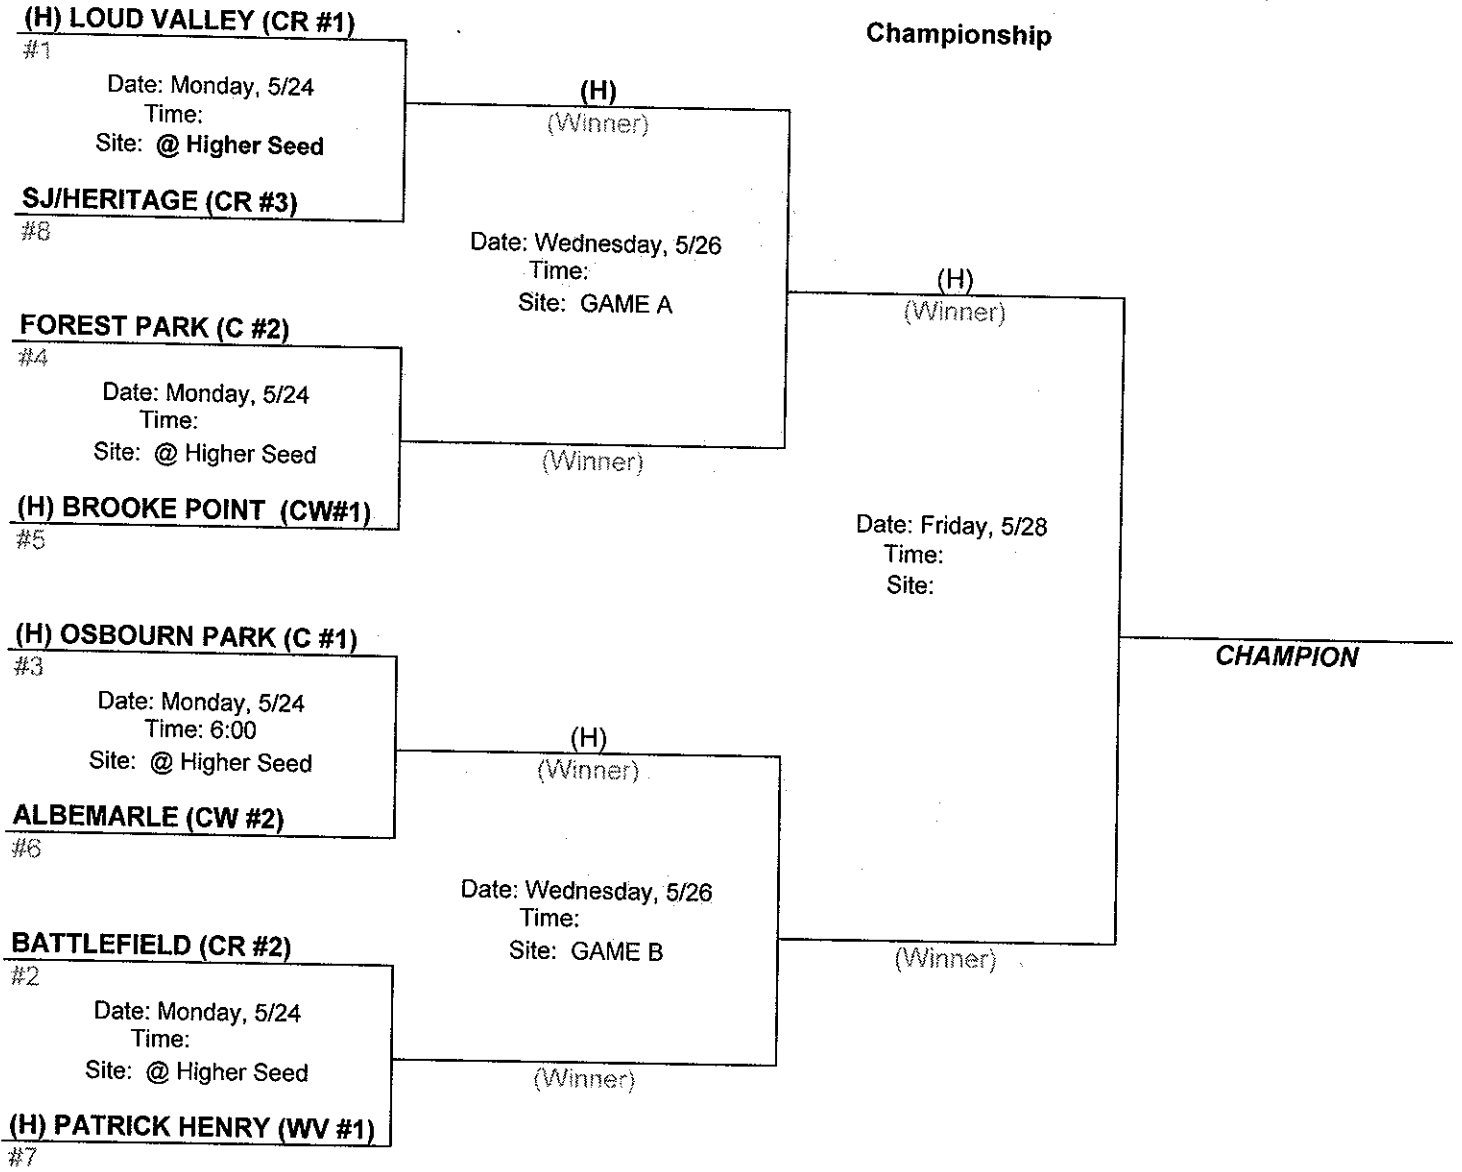 (H) LOUD VALLEY (CR #1)
#1
Date: Monday, 5/24
Time:
Site: @ Higher Seed
SJ/HERITAGE (CR #3)
#8
FOREST PARK (C #2)
#4
Date: Monday, 5/24
Time:
Site: @ Higher Seed
(H) BROOKE POINT (CW#1)
#5
(H) OSBOURN PARK (C #1)
#3
Date: Monday, 5/24
Time: 6:00
Site: @ Higher Seed
ALBEMARLE (CW #2)
#6
BATTLEFIELD (CR #2)
#2
Date: Monday, 5/24
Time:
Site: @ Higher Seed
(H) PATRICK HENRY (WV #1)
#7
(H)
(Winner)
Date: Wednesday, 5/26
Time:
Site: GAME A
(Winner)
(H)
(Winner)
Date: Wednesday, 5/26
Time:
Site: GAME B
(Winner)
Championship
(H)
(Winner)
Date: Friday, 5/28
Time:
Site:
(Winner)
CHAMPION